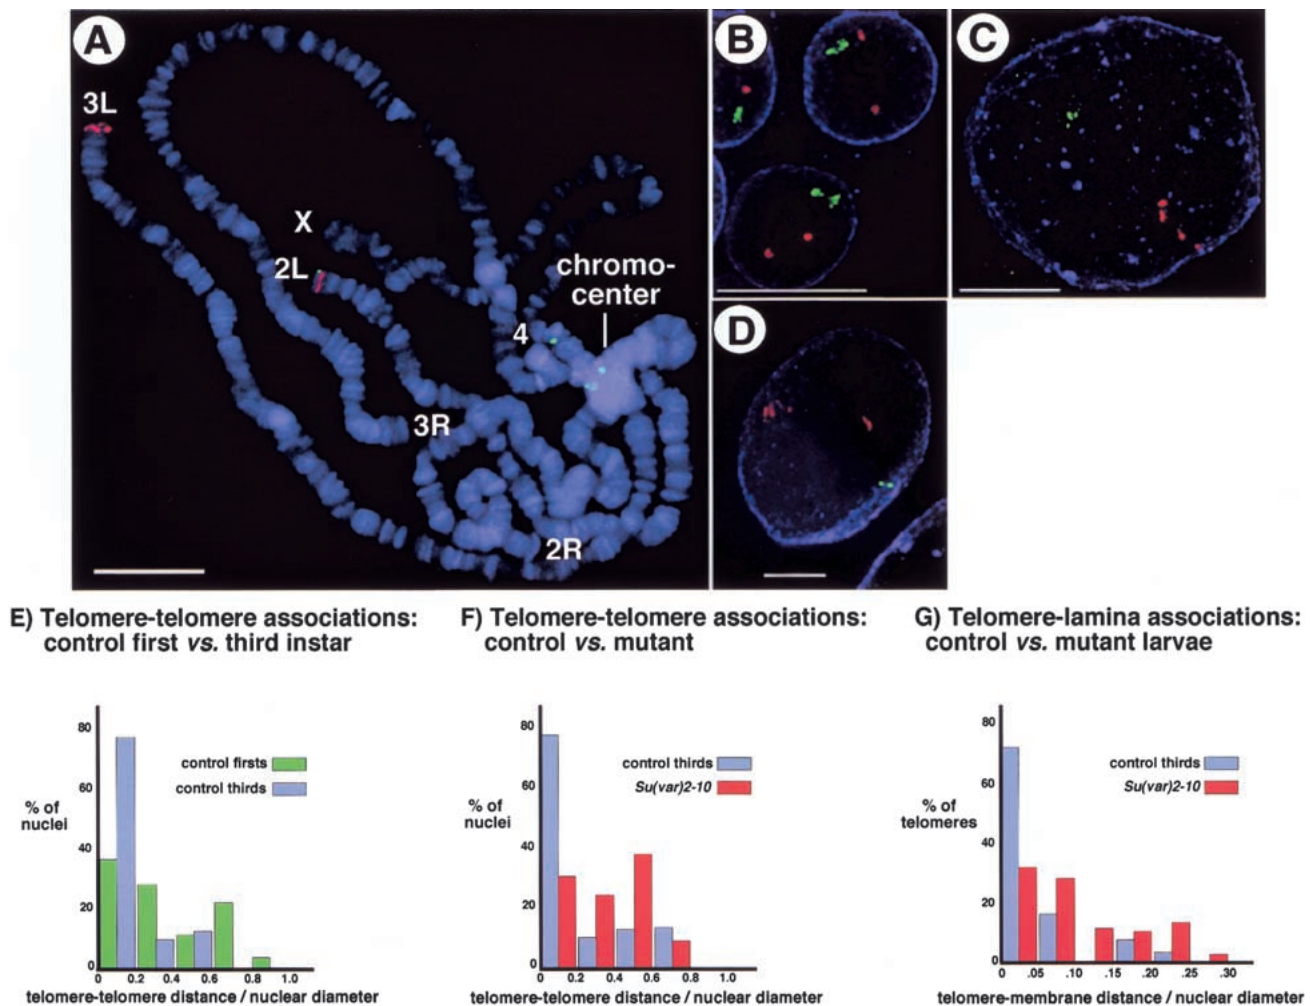 A
3L
X
2L
chromo-
center
4
3R
2R
B
C
D
E) Telomere-telomere associations:
control first vs. third instar
80
60
40
20
0
% of
nuclei
control firsts
control thirds
0 0.2 0.4 0.6 0.8 1.0
telomere-telomere distance / nuclear diameter
F) Telomere-telomere associations:
control vs. mutant
80
60
40
20
0
% of
nuclei
control thirds
Su(var)2-10
0 0.2 0.4 0.6 0.8 1.0
telomere-telomere distance / nuclear diameter
G) Telomere-lamina associations:
control vs. mutant larvae
80
60
40
20
0
% of
telomeres
control thirds
Su(var)2-10
0 .05 .10 .15 .20 .25 .30
telomere-membrane distance / nuclear diameter